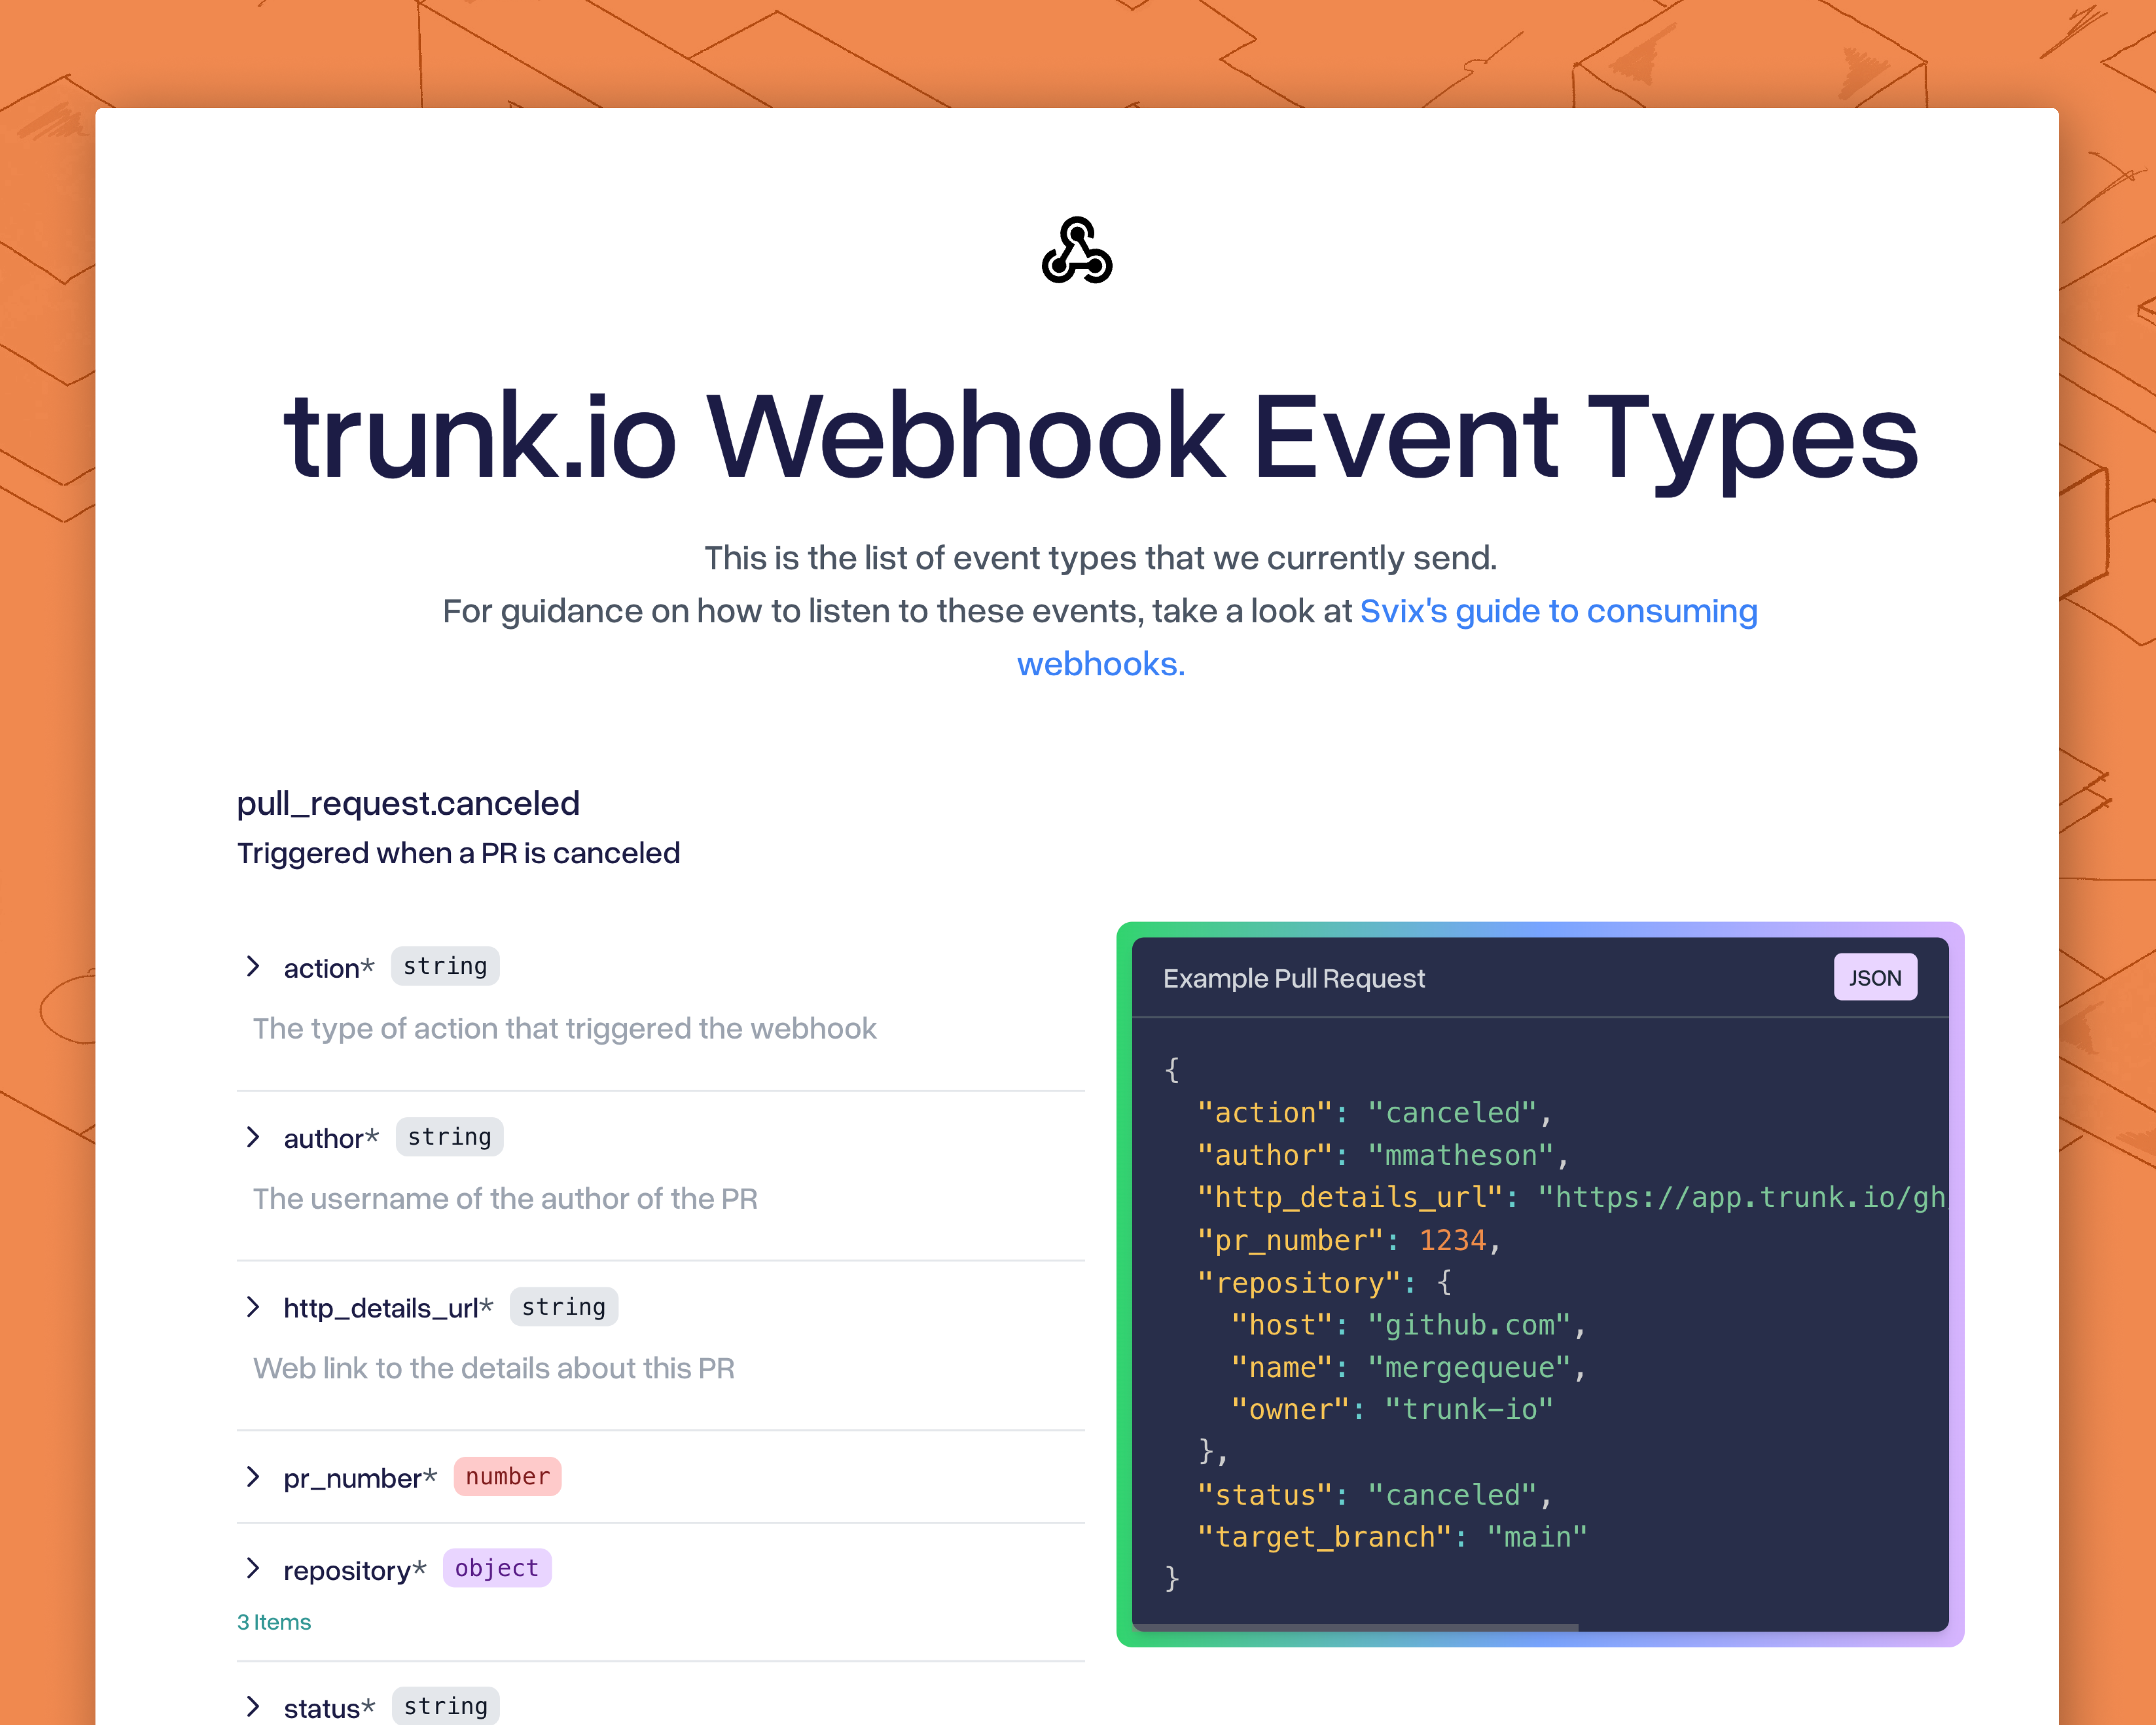 trunk.io Webhook Event Types
This is the list of event types that we currently send.
For guidance on how to listen to these events, take a look at Svix's guide to consuming
webhooks.
pull_request.canceled
Triggered when a PR is canceled
action* string
The type of action that triggered the webhook
author* string
The username of the author of the PR
http_details_url* string
Web link to the details about this PR
pr_number* number
repository* object
3 Items
status* string
Example Pull Request JSON
{
"action": "canceled",
"author": "mmatheson",
"http_details_url": "https://app.trunk.io/gh
"pr_number": 1234,
"repository": {
"host": "github.com",
"name": "mergequeue",
"owner": "trunk-io"
},
"status": "canceled",
"target_branch": "main"
}